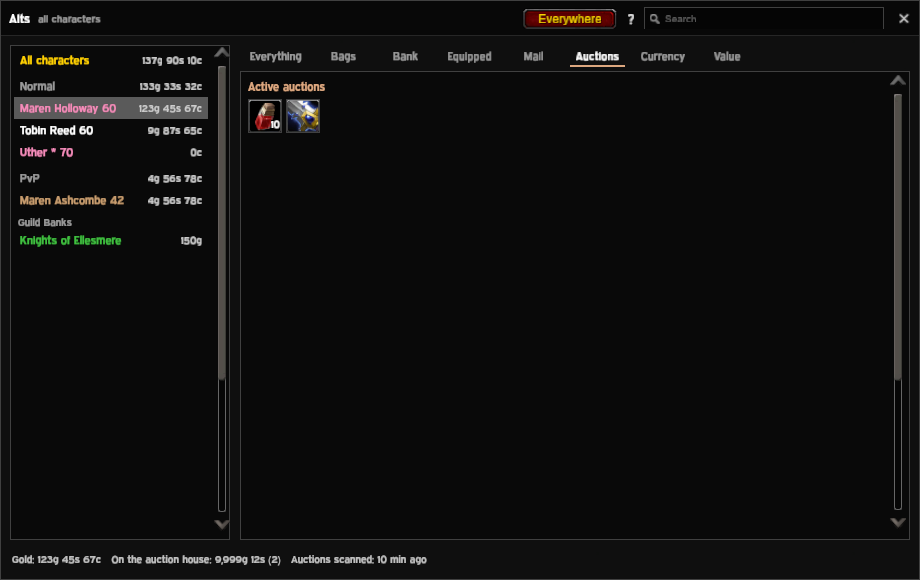 Alts all characters Everywhere ? Search
Everything Bags Bank Equipped Mail Auctions Currency Value
All characters 137g 90s 10c
Normal 133g 33s 32c
Maren Holloway 60 123g 45s 67c
Tobin Reed 60 9g 87s 65c
Uther * 70 0c
PvP 4g 56s 78c
Maren Ashcombe 42 4g 56s 78c
Guild Banks
Knights of Ellesmere 150g
Active auctions
10
Gold: 123g 45s 67c On the auction house: 9,999g 12s (2) Auctions scanned: 10 min ago